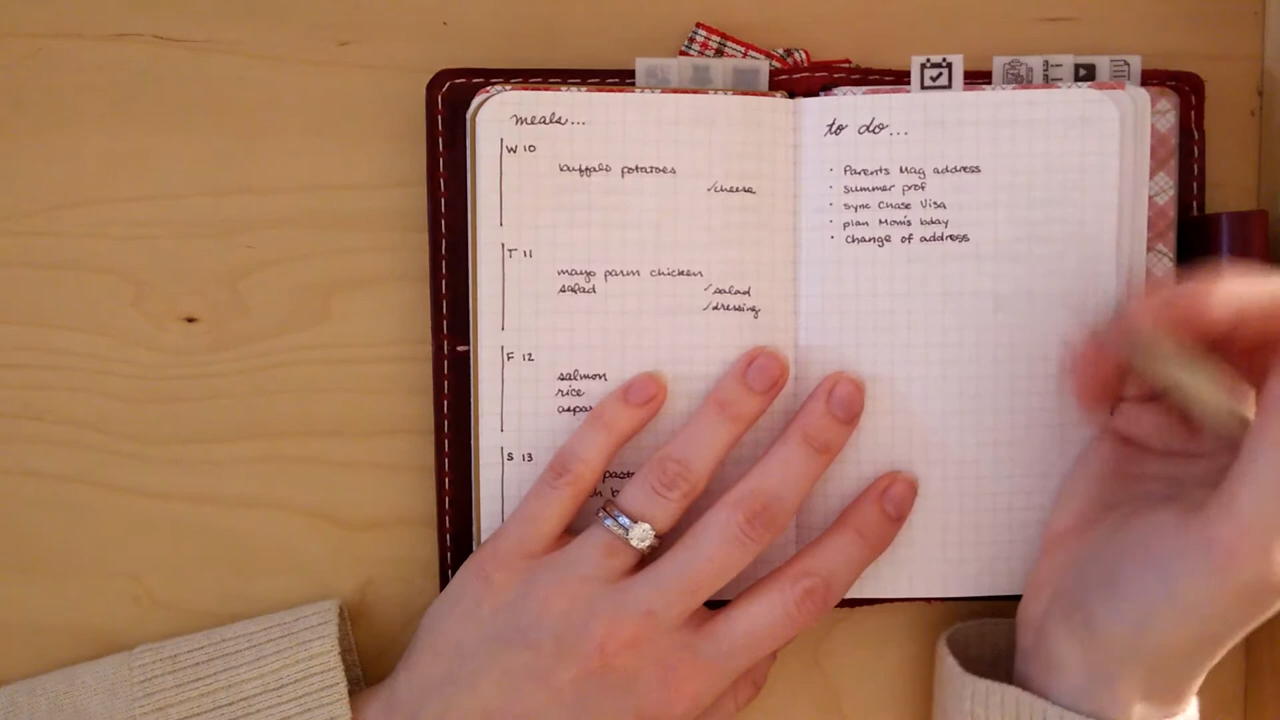 meals...
W 10
buffalo potatoes
✓cheese
T 11
mayo parm chicken
salad ✓salad
✓dressing
F 12
salmon
rice
S 13
to do...
· Parents Mag address
· summer prof
· sync Chase Visa
· plan Mom's bday
· change of address